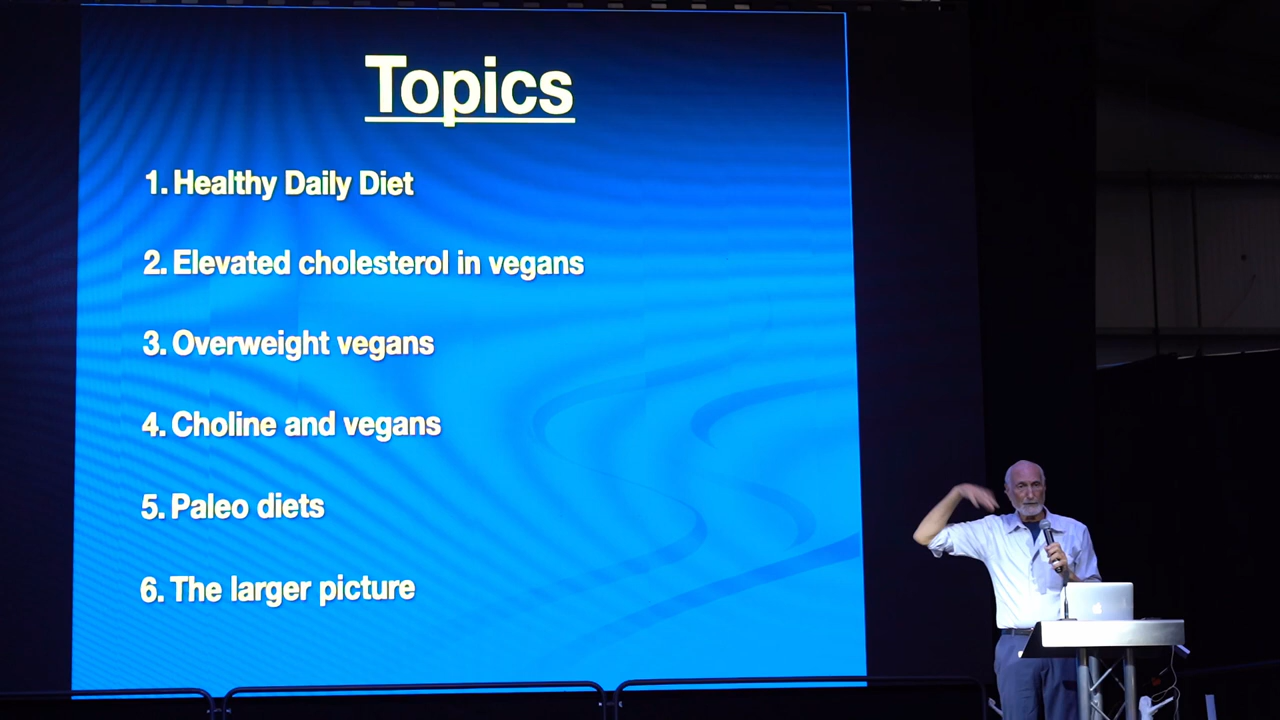 Topics
1. Healthy Daily Diet
2. Elevated cholesterol in vegans
3. Overweight vegans
4. Choline and vegans
5. Paleo diets
6. The larger picture